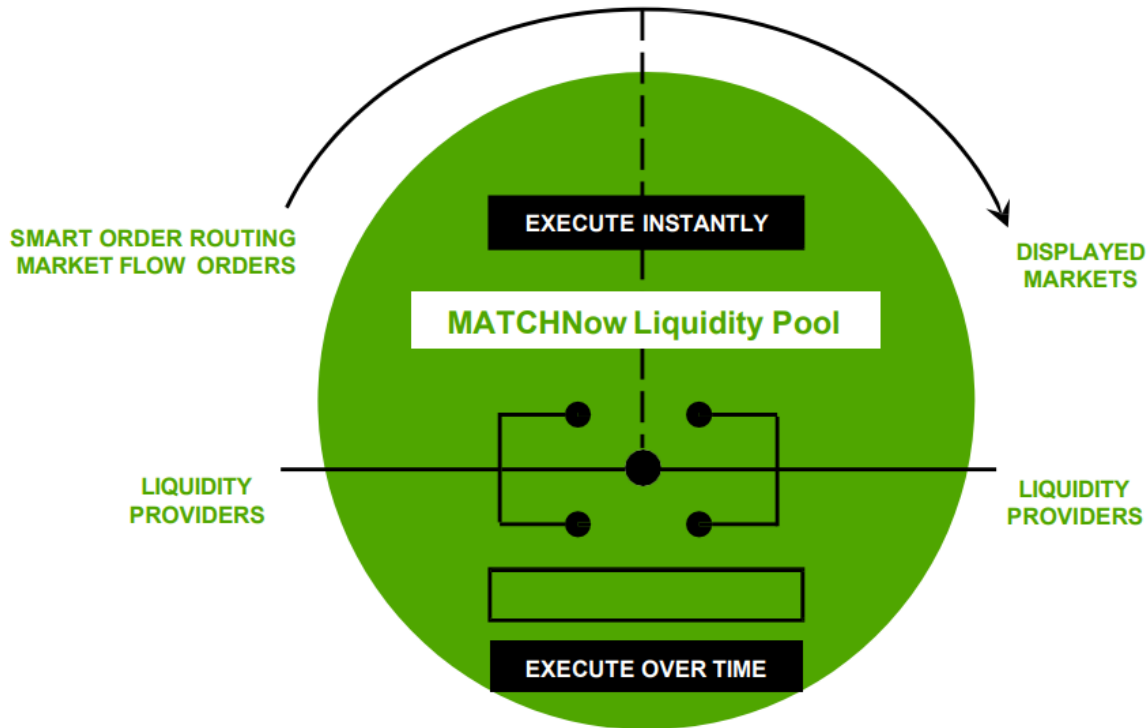 EXECUTE INSTANTLY
SMART ORDER ROUTING
MARKET FLOW ORDERS
DISPLAYED
MARKETS
MATCHNow Liquidity Pool
LIQUIDITY
PROVIDERS
LIQUIDITY
PROVIDERS
EXECUTE OVER TIME